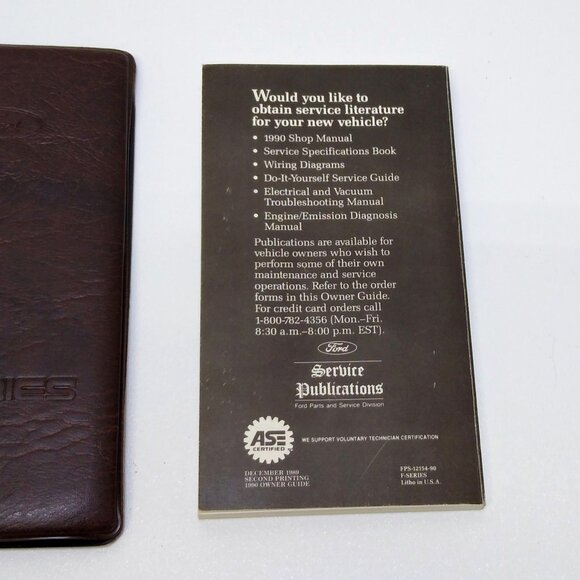 Would you like to
obtain service literature
for your new vehicle?
• 1990 Shop Manual
• Service Specifications Book
• Wiring Diagrams
• Do-It-Yourself Service Guide
• Electrical and Vacuum
Troubleshooting Manual
• Engine/Emission Diagnosis
Manual
Publications are available for
vehicle owners who wish to
perform some of their own
maintenance and service
operations. Refer to the order
forms in this Owner Guide.
For credit card orders call
1-800-782-4356 (Mon.–Fri.
8:30 a.m.–8:00 p.m. EST).
Ford
Service
Publications
Ford Parts and Service Division
ASE
CERTIFIED
WE SUPPORT VOLUNTARY TECHNICIAN CERTIFICATION
DECEMBER 1989
SECOND PRINTING
1990 OWNER GUIDE
FPS-12154-90
F-SERIES
Litho in U.S.A.